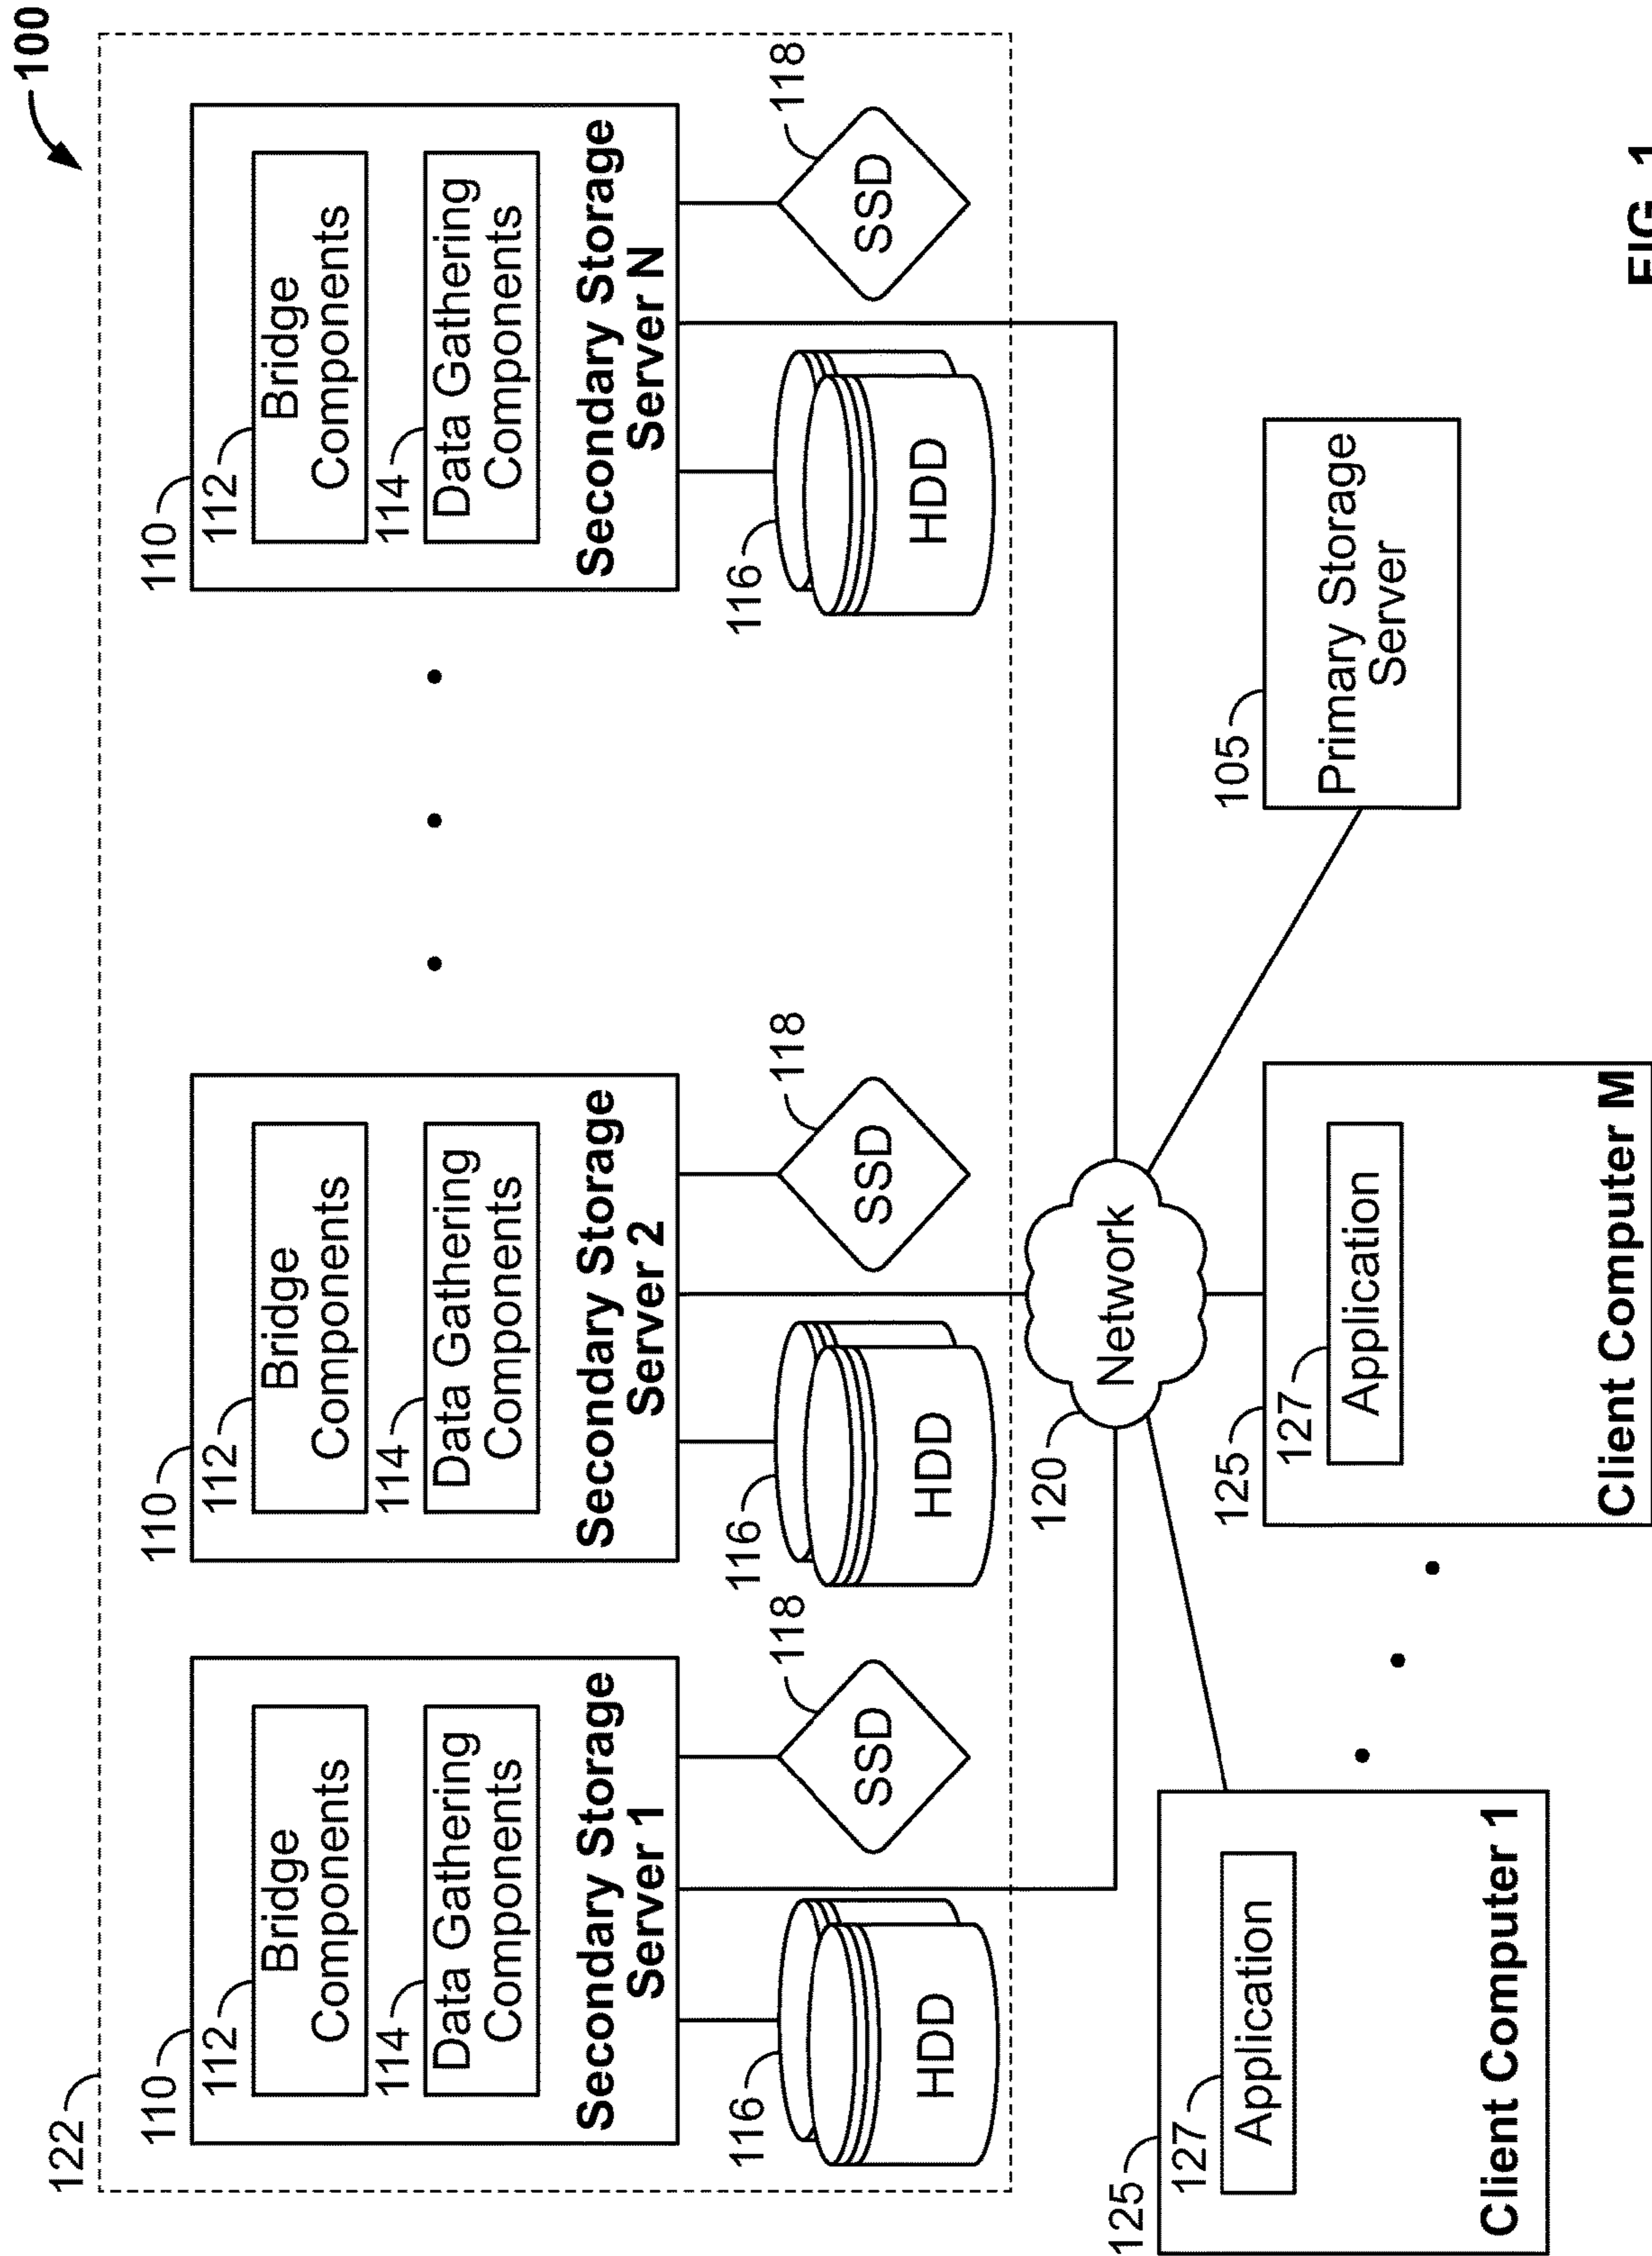 100
122
110
112
Bridge
Components
114
Data Gathering
Components
Secondary Storage
Server 1
116
HDD
118
SSD
110
112
Bridge
Components
114
Data Gathering
Components
Secondary Storage
Server 2
116
HDD
118
SSD
110
112
Bridge
Components
114
Data Gathering
Components
Secondary Storage
Server N
116
HDD
118
SSD
120
Network
125
127
Application
Client Computer 1
125
127
Application
Client Computer M
105
Primary Storage
Server
FIG. 1